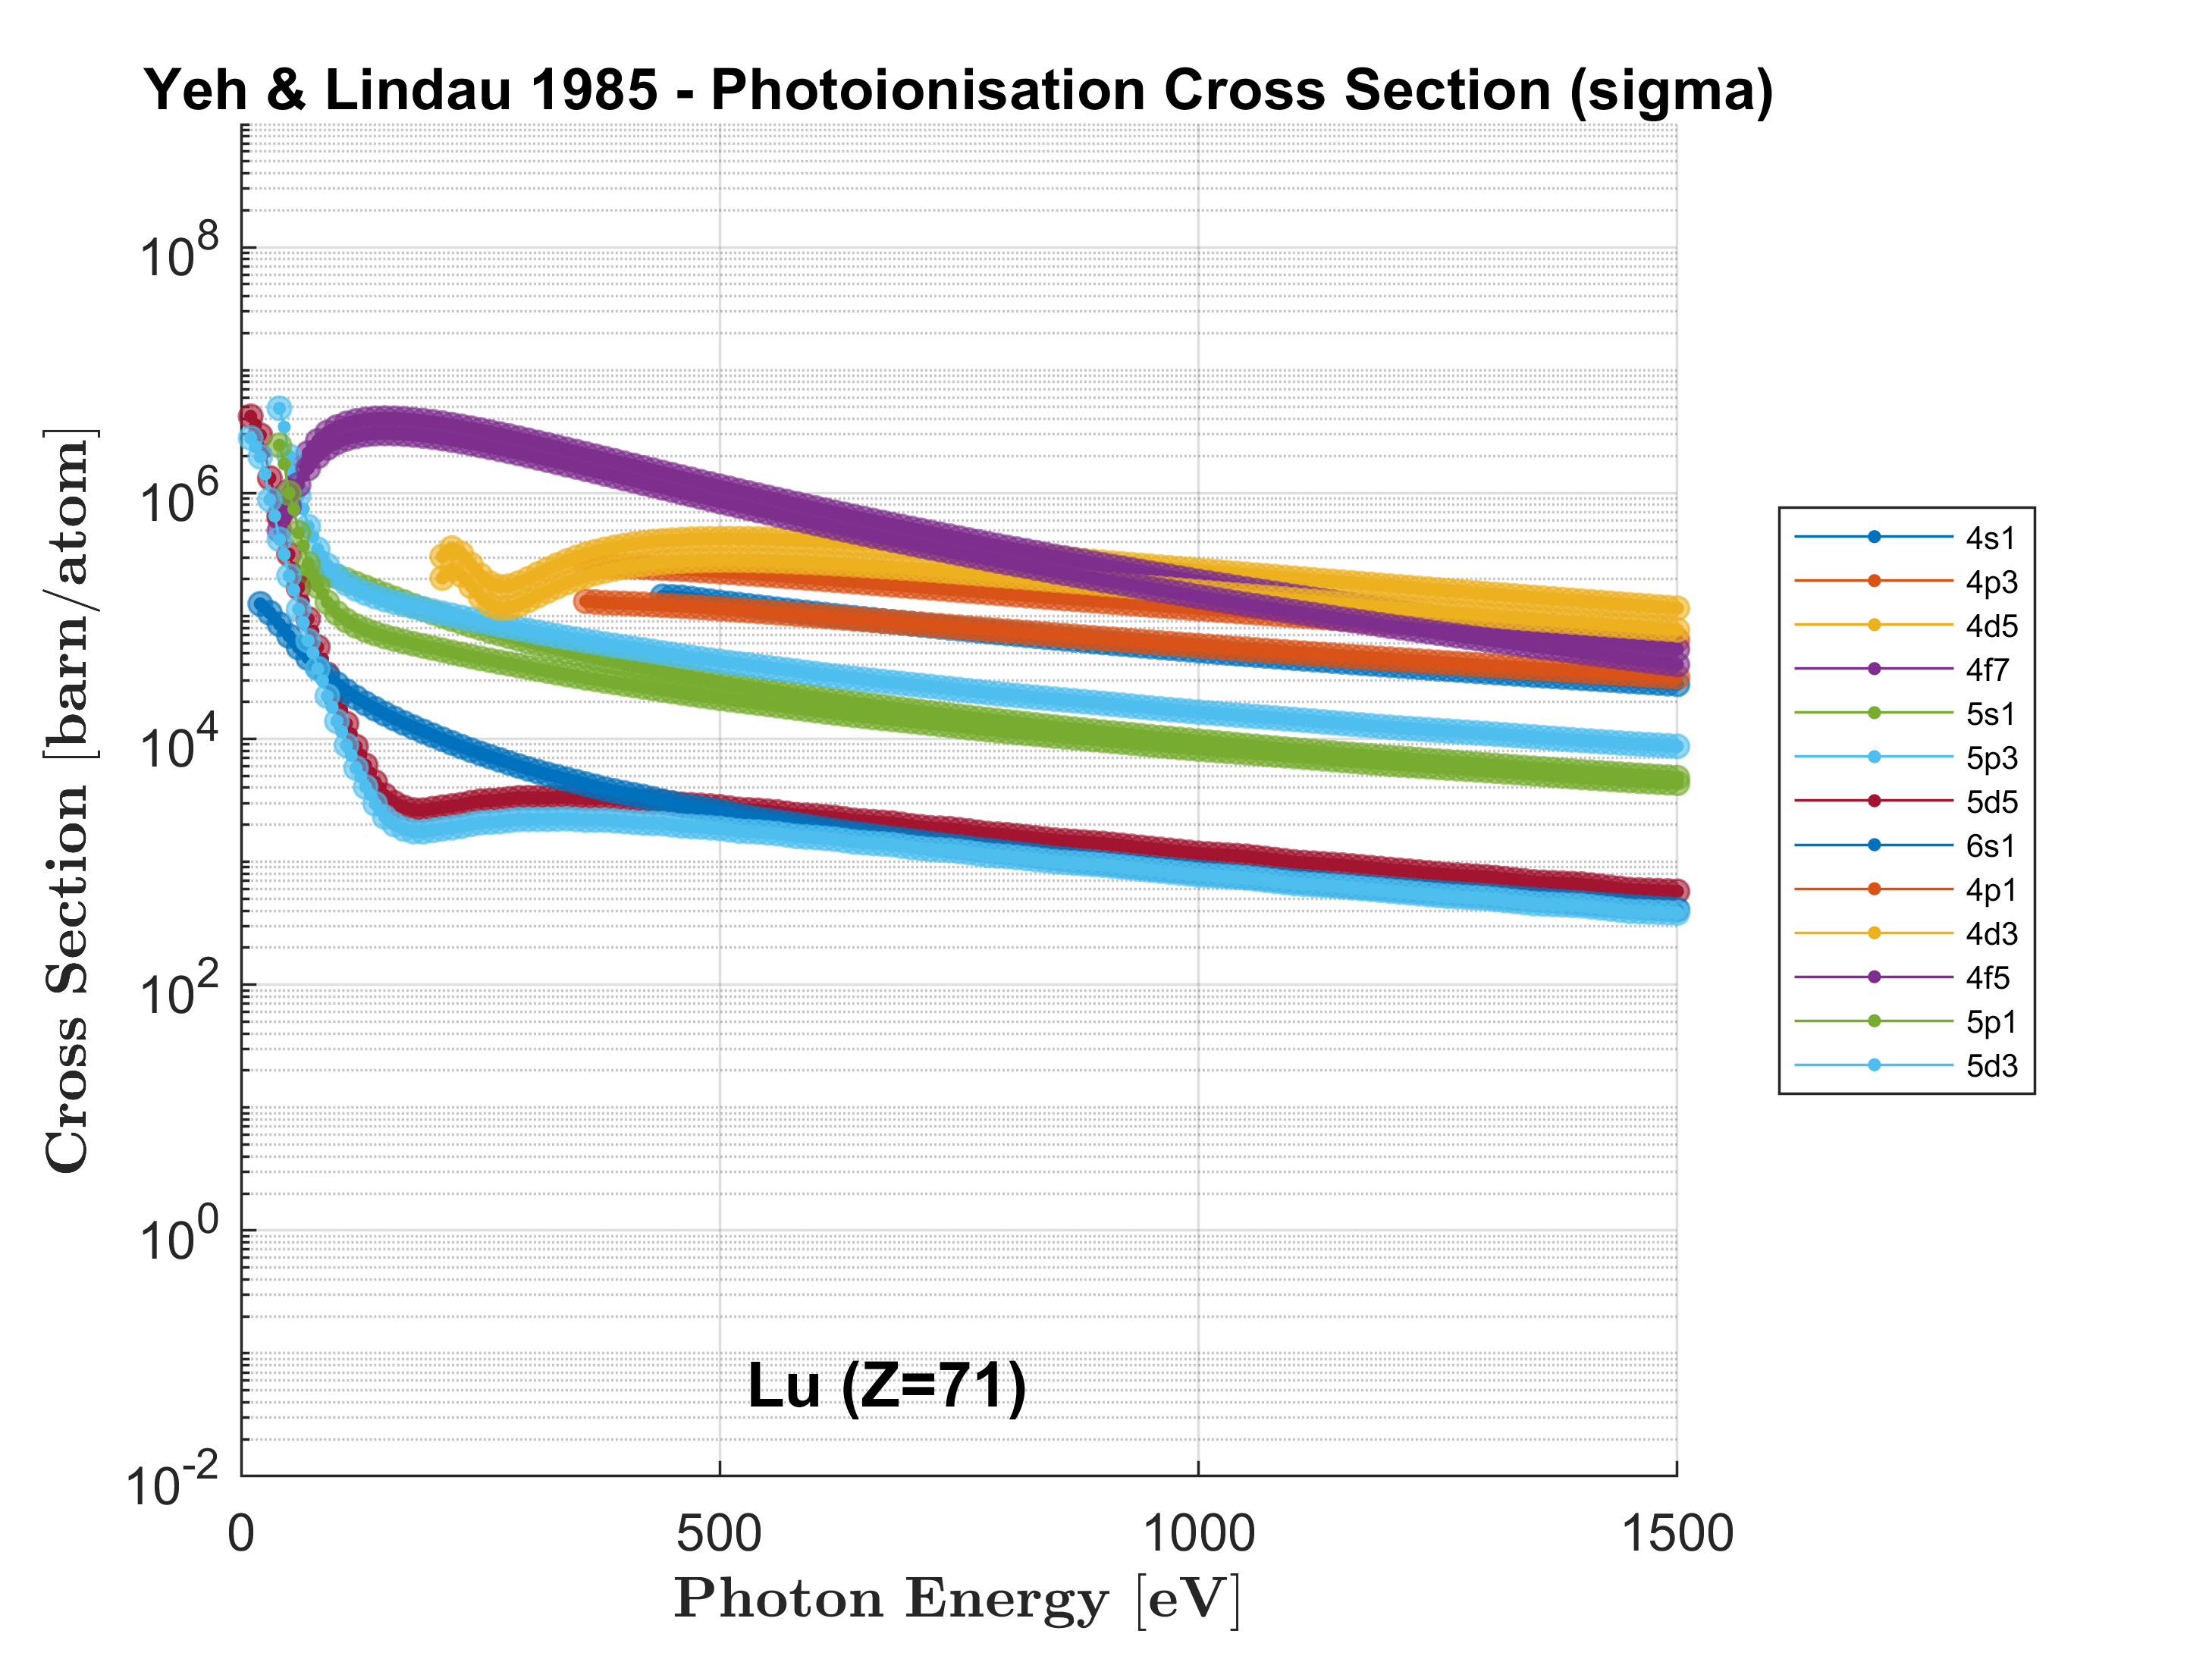 Yeh & Lindau 1985 - Photoionisation Cross Section (sigma)
Cross Section [barn/atom]
10^8
10^6
10^4
10^2
10^0
10^-2
0 500 1000 1500
Photon Energy [eV]
Lu (Z=71)
4s1
4p3
4d5
4f7
5s1
5p3
5d5
6s1
4p1
4d3
4f5
5p1
5d3